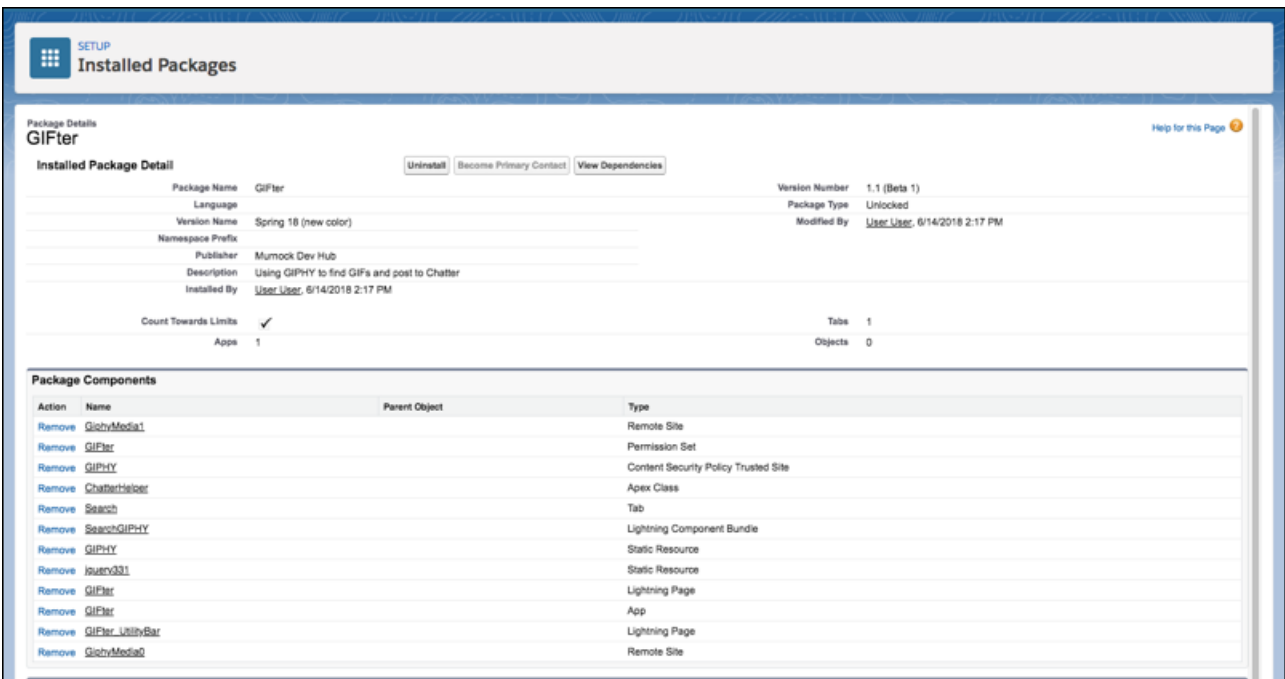 SETUP
Installed Packages
Package Details
GIFter
Help for this Page ?
Installed Package Detail
Uninstall Become Primary Contact View Dependencies
Package Name GIFter Version Number 1.1 (Beta 1)
Language Package Type Unlocked
Version Name Spring 18 (new color) Modified By User User, 6/14/2018 2:17 PM
Namespace Prefix
Publisher Mumock Dev Hub
Description Using GIPHY to find GIFs and post to Chatter
Installed By User User, 6/14/2018 2:17 PM
Count Towards Limits ✓ Tabs 1
Apps 1 Objects 0
Package Components
Action Name Parent Object Type
Remove GiphyMedia1 Remote Site
Remove GIFter Permission Set
Remove GIPHY Content Security Policy Trusted Site
Remove ChatterHelper Apex Class
Remove Search Tab
Remove SearchGIPHY Lightning Component Bundle
Remove GIPHY Static Resource
Remove jquery331 Static Resource
Remove GIFter Lightning Page
Remove GIFter App
Remove GIFter_UtilityBar Lightning Page
Remove GiphyMedia0 Remote Site